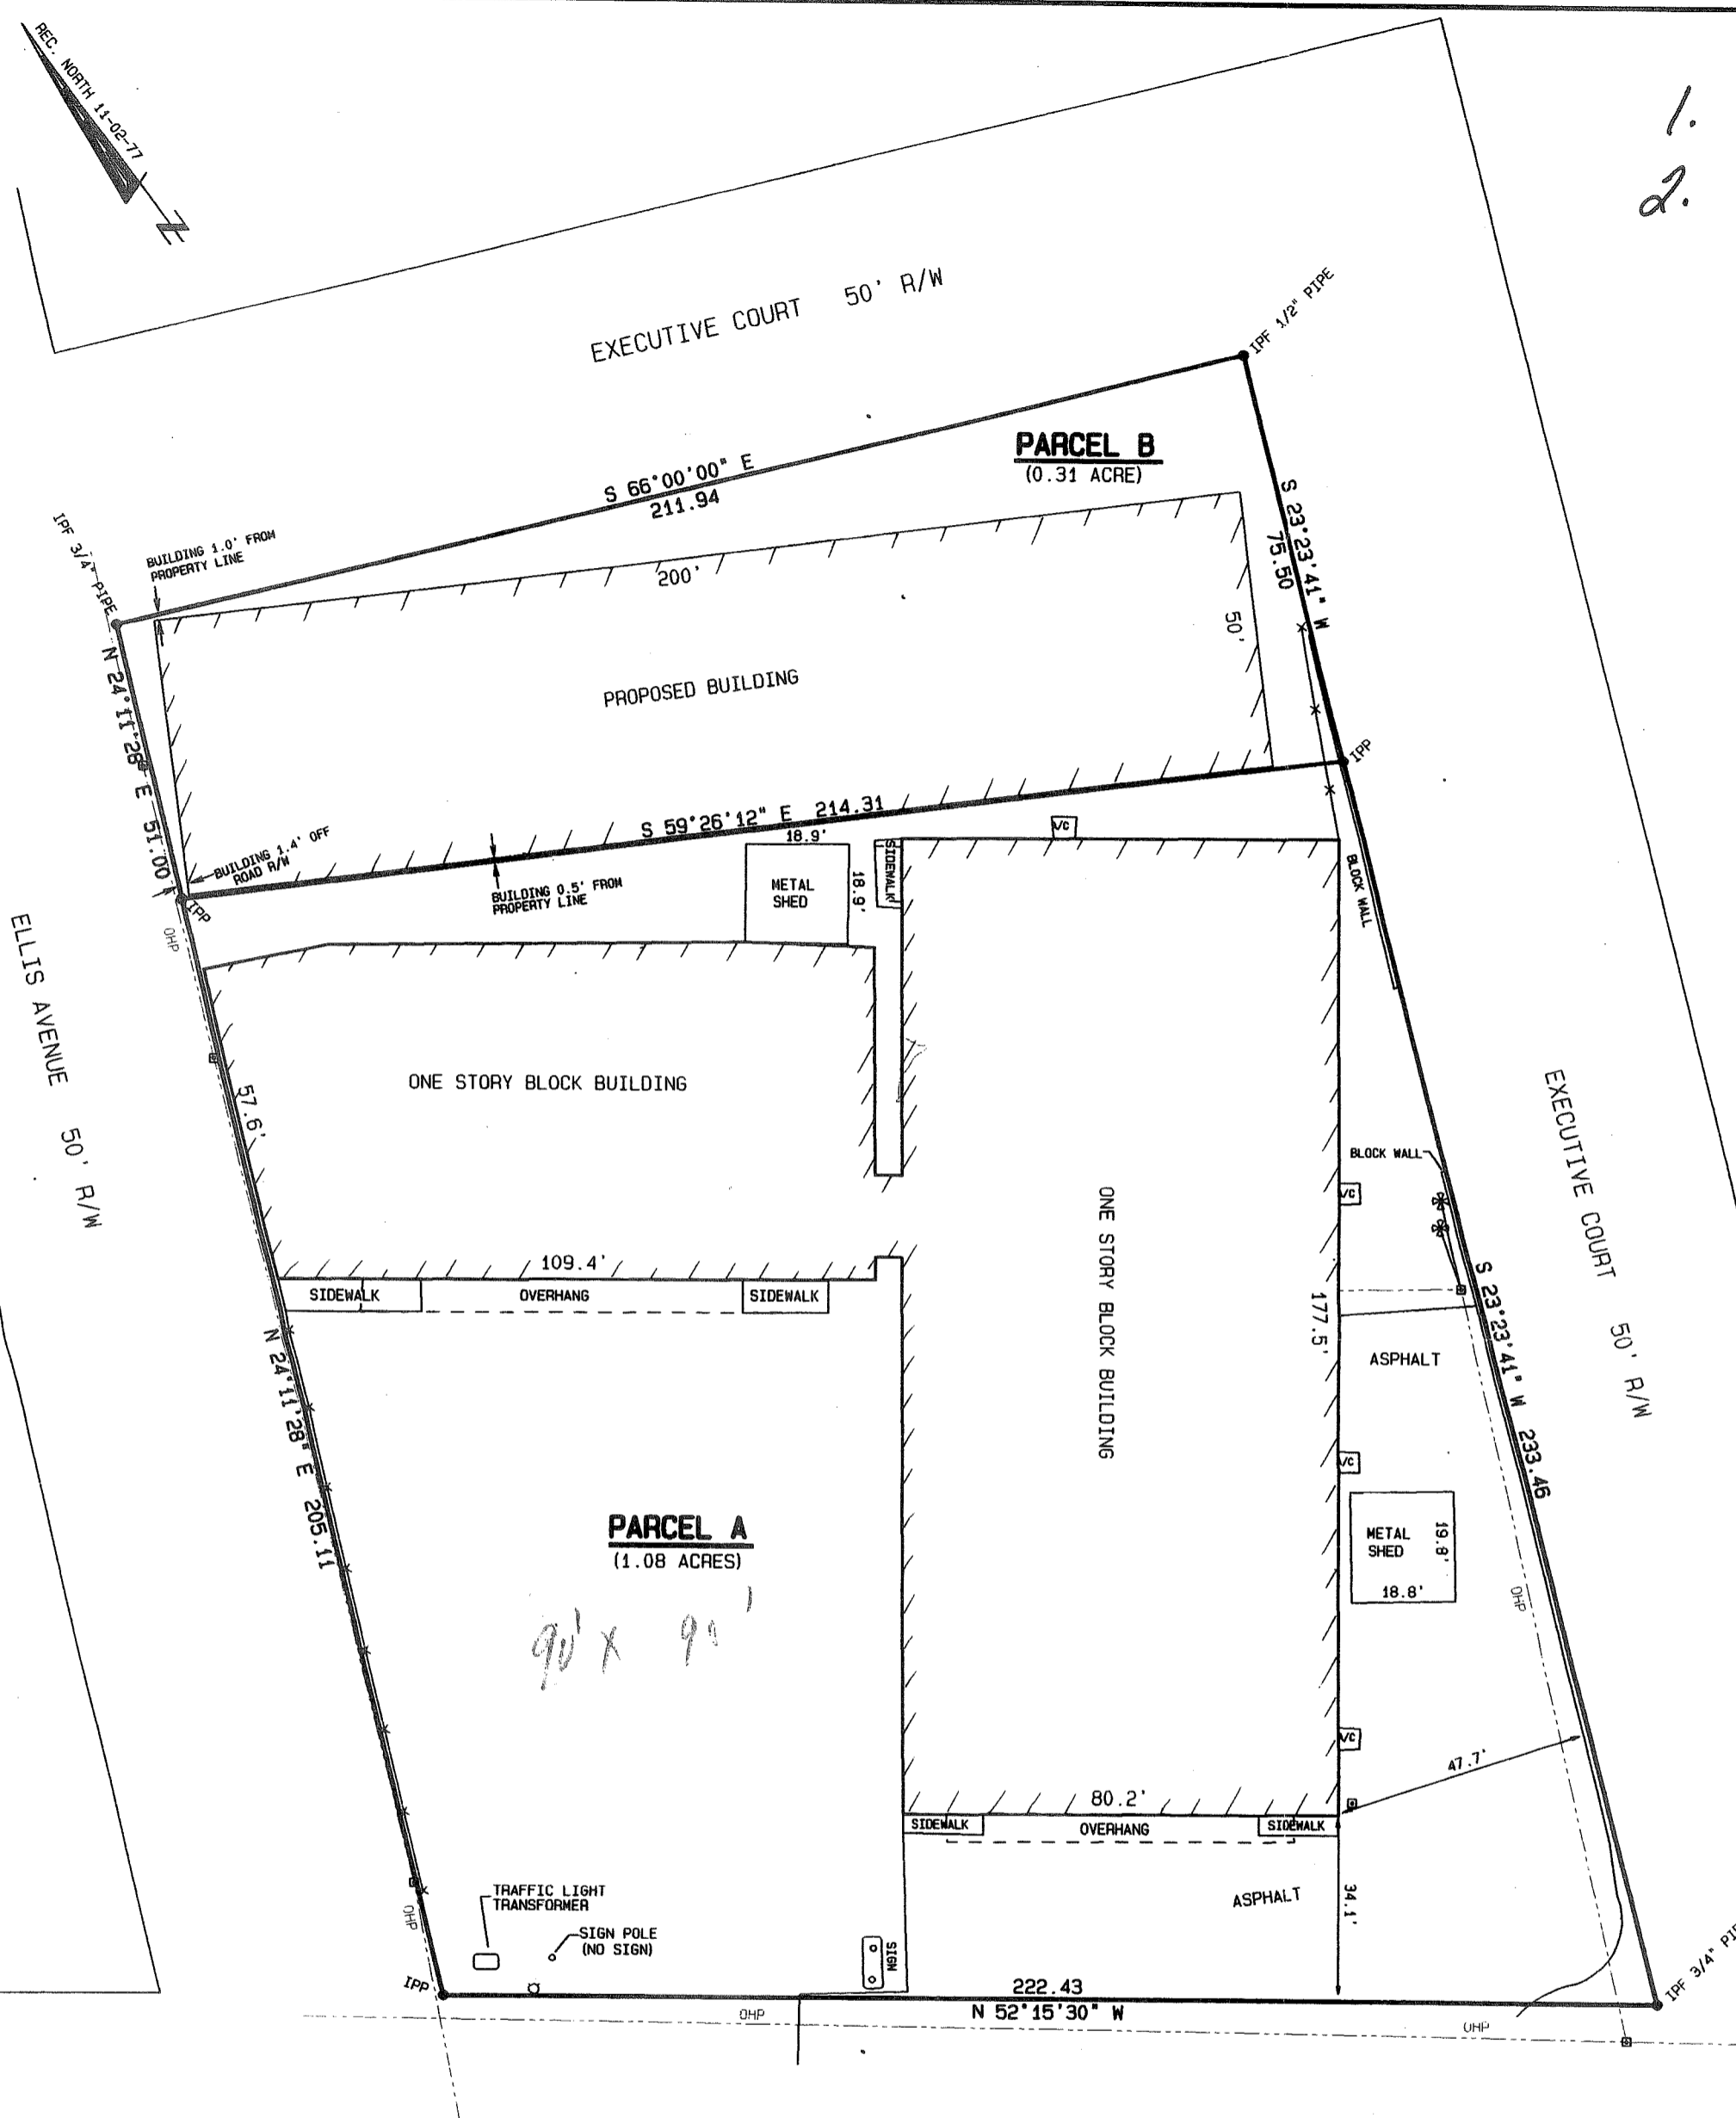 REC. NORTH 11-02-77
N
1.
2.
EXECUTIVE COURT 50' R/W
IPF 1/2" PIPE
PARCEL B
(0.31 ACRE)
S 66°00'00" E
211.94
S 23°23'41" W
75.50
IPF 3/4" PIPE
BUILDING 1.0' FROM
PROPERTY LINE
200'
50'
PROPOSED BUILDING
N 24°11'28" E 51.00
IPP
S 59°26'12" E 214.31
BUILDING 1.4' OFF
ROAD R/W
IPP
BUILDING 0.5' FROM
PROPERTY LINE
18.9'
METAL
SHED
18.9'
SIDEWALK
A/C
BLOCK WALL
OHP
ELLIS AVENUE 50' R/W
57.6'
ONE STORY BLOCK BUILDING
109.4'
SIDEWALK
OVERHANG
SIDEWALK
ONE STORY BLOCK BUILDING
177.5'
BLOCK WALL
A/C
EXECUTIVE COURT 50' R/W
S 23°23'41" W 233.46
ASPHALT
N 24°11'28" E 205.11
A/C
PARCEL A
(1.08 ACRES)
METAL
SHED
19.8'
18.8'
OHP
90' X 90'
A/C
47.7'
80.2'
SIDEWALK
OVERHANG
SIDEWALK
34.1'
ASPHALT
TRAFFIC LIGHT
TRANSFORMER
SIGN POLE
(NO SIGN)
SIGN
OHP
IPP
222.43
N 52°15'30" W
OHP
OHP
IPF 3/4"